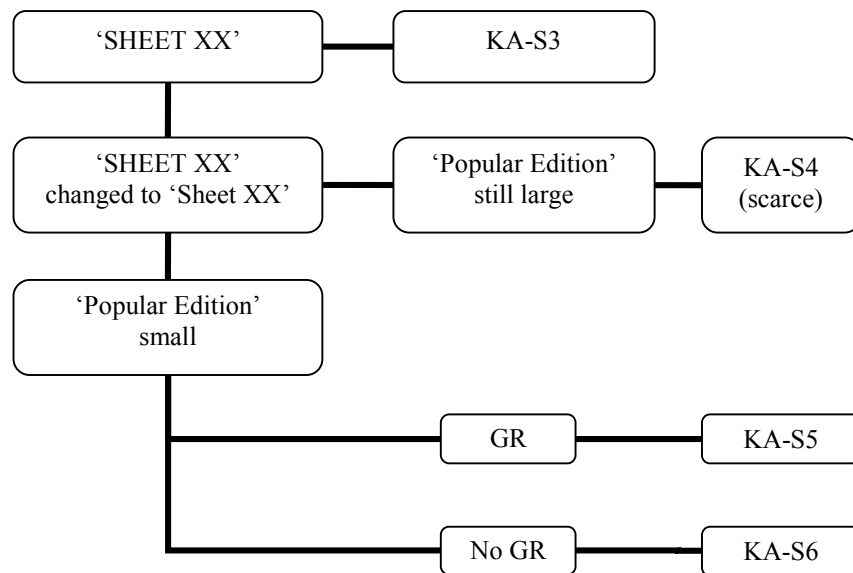 ‘SHEET XX’
KA-S3
‘SHEET XX’
changed to ‘Sheet XX’
‘Popular Edition’
still large
KA-S4
(scarce)
‘Popular Edition’
small
GR
KA-S5
No GR
KA-S6